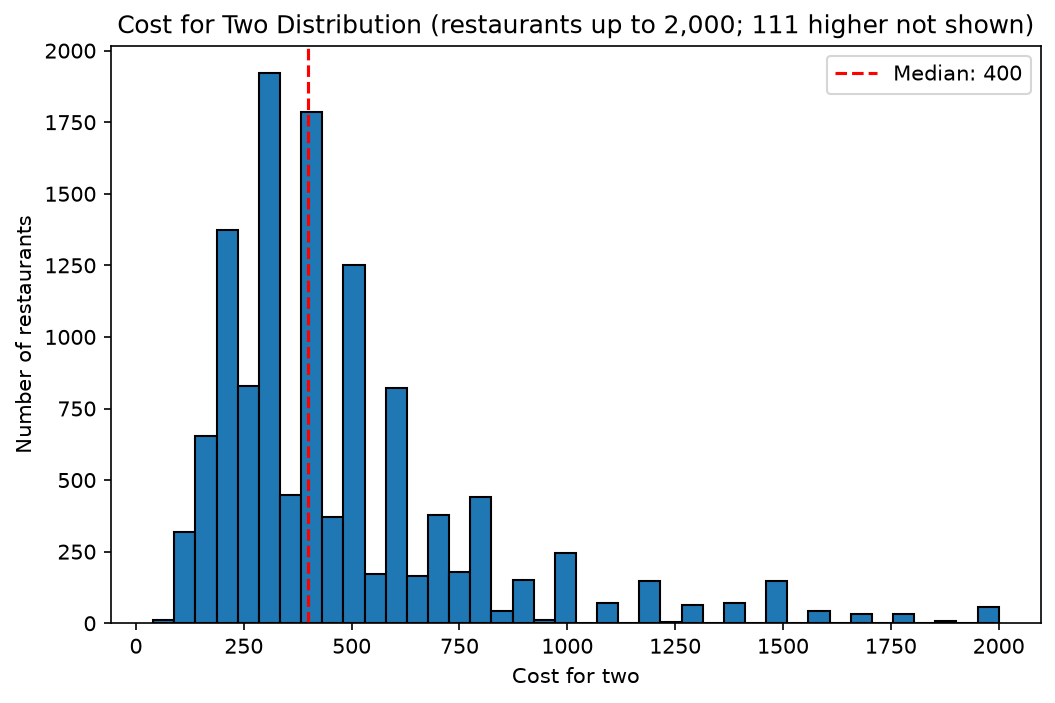 Cost for Two Distribution (restaurants up to 2,000; 111 higher not shown)
Median: 400
Number of restaurants
2000
1750
1500
1250
1000
750
500
250
0
0 250 500 750 1000 1250 1500 1750 2000
Cost for two